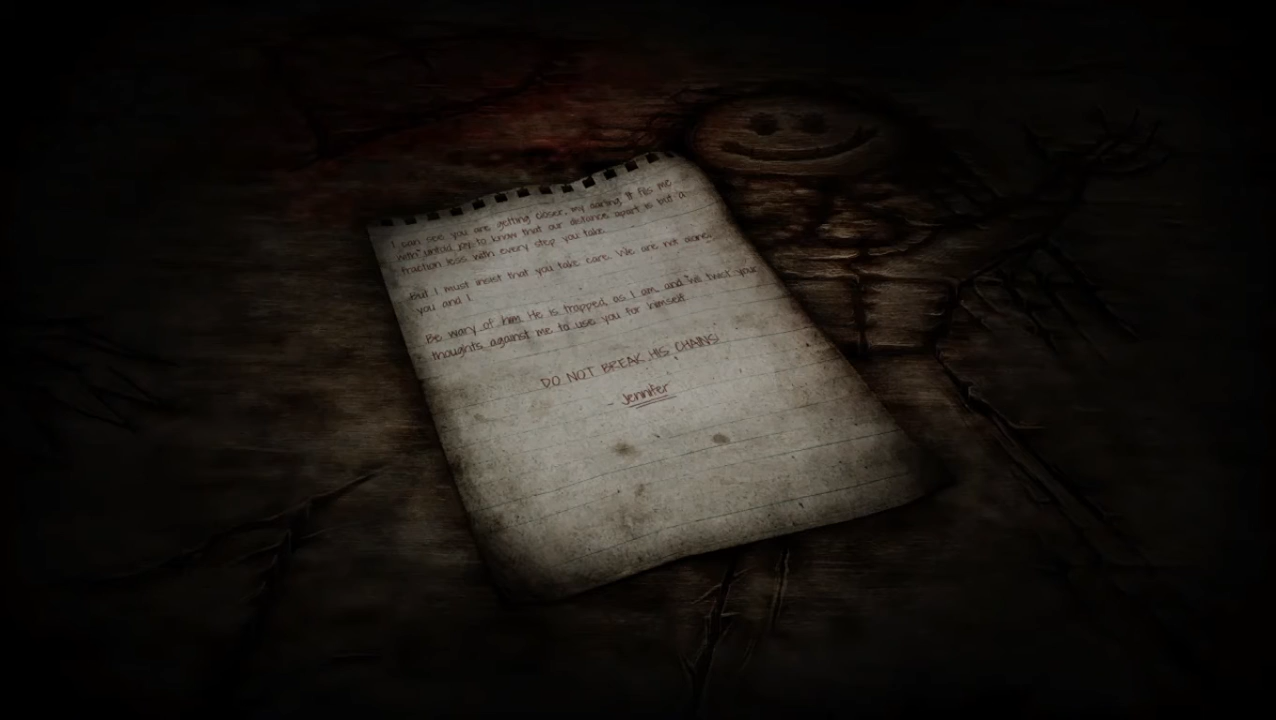 I can see you are getting closer, my darling. It fills me
with untold joy to know that our distance apart is but a
fraction less with every step you take.
But I must insist that you take care. We are not alone,
you and I.
Be wary of him. He is trapped, as I am, and he'll twist your
thoughts against me to use you for himself.
DO NOT BREAK HIS CHAINS!
- Jennifer